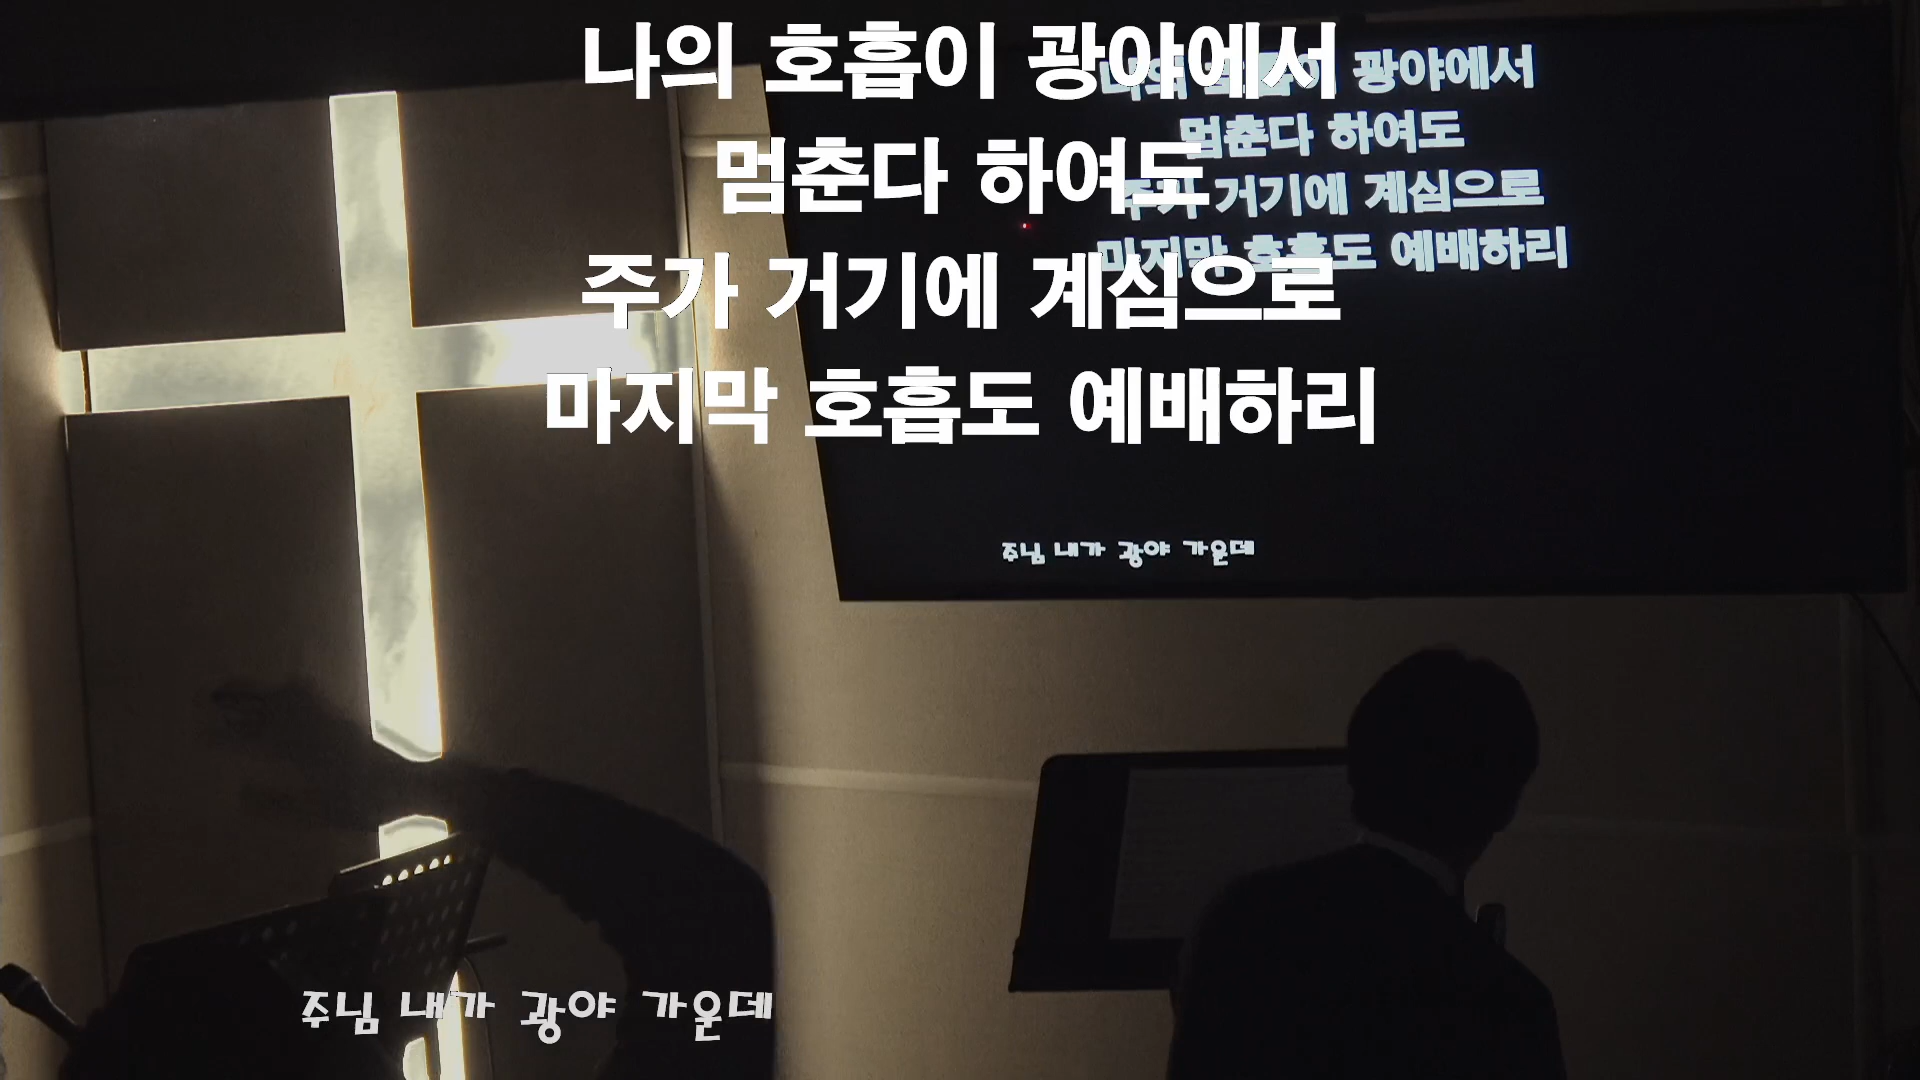 나의 호흡이 광야에서
멈춘다 하여도
주가 거기에 계심으로
마지막 호흡도 예배하리
나의 호흡이 광야에서
멈춘다 하여도
주가 거기에 계심으로
마지막 호흡도 예배하리
주님 내가 광야 가운데
주님 내가 광야 가운데